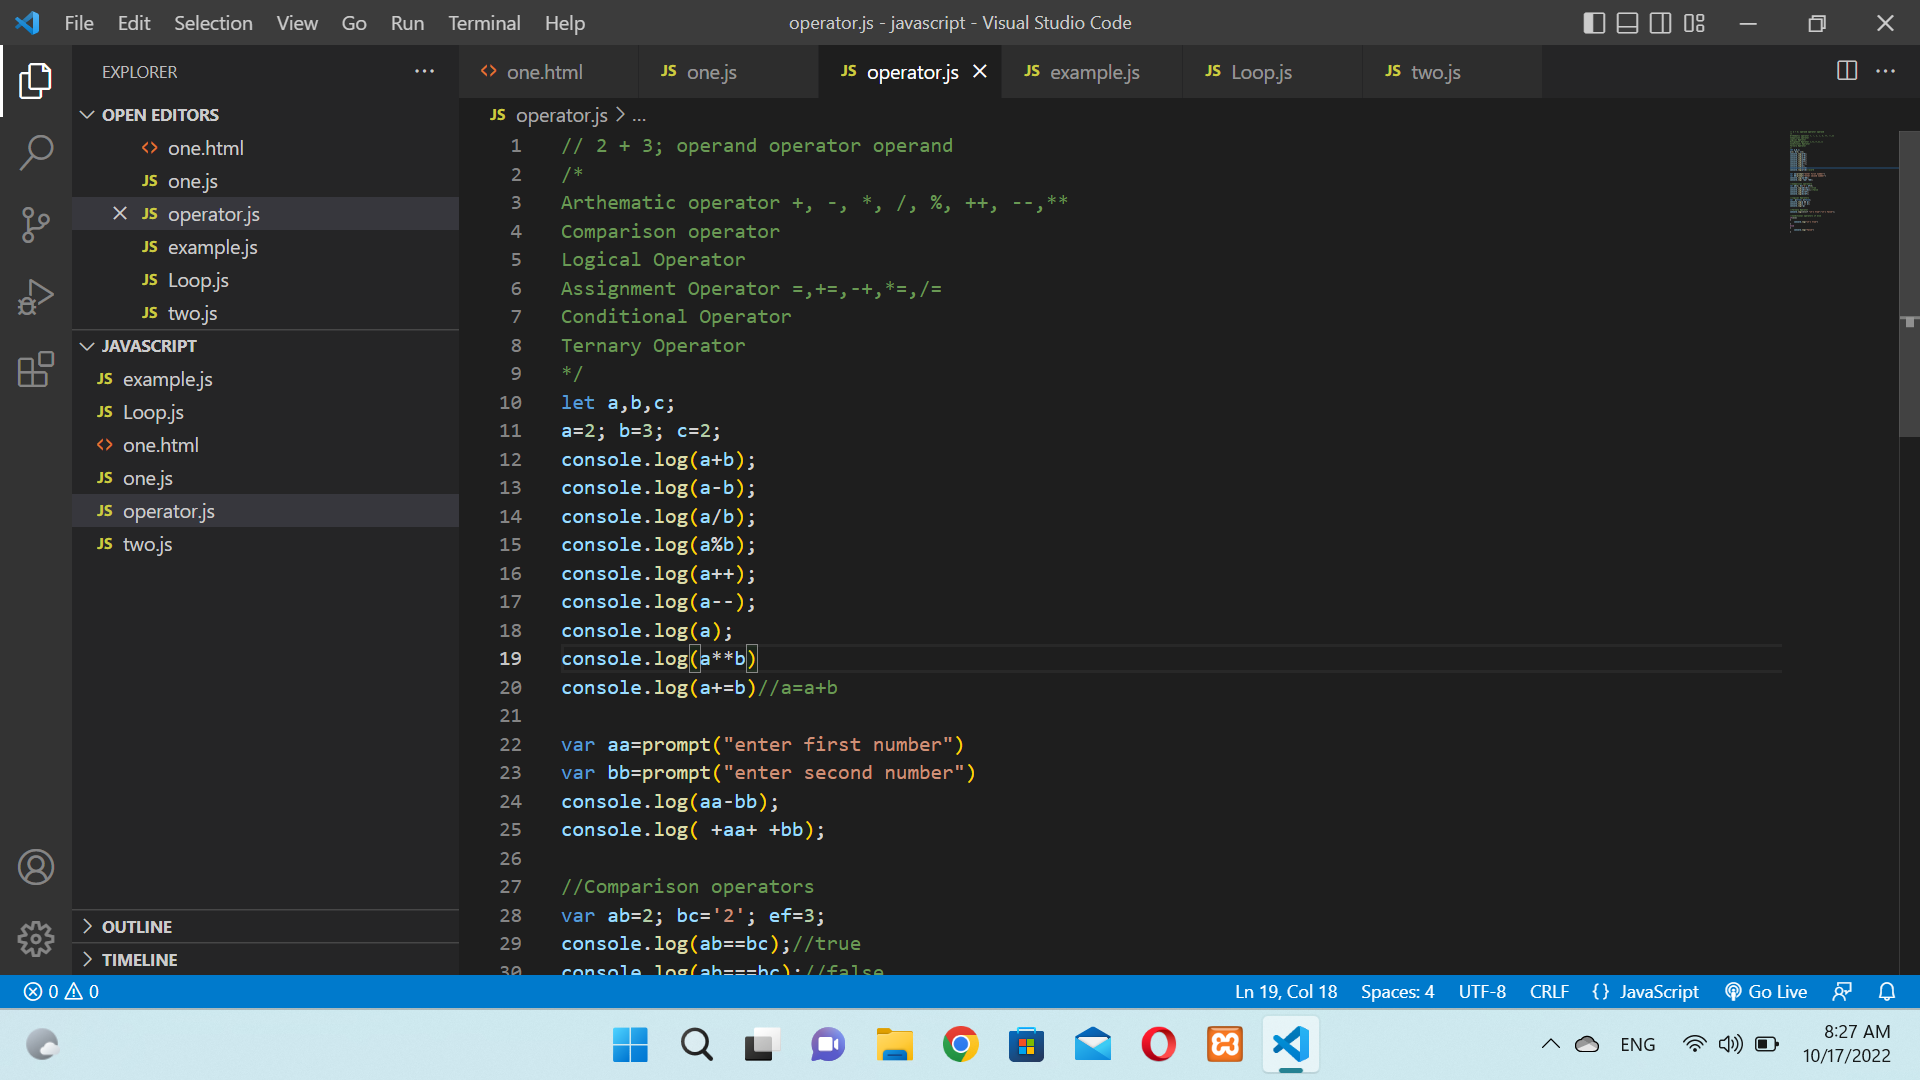 File Edit Selection View Go Run Terminal Help
operator.js - javascript - Visual Studio Code
EXPLORER
OPEN EDITORS
one.html
JS one.js
JS operator.js
JS example.js
JS Loop.js
JS two.js
JAVASCRIPT
JS example.js
JS Loop.js
one.html
JS one.js
JS operator.js
JS two.js
OUTLINE
TIMELINE
one.html JS one.js JS operator.js JS example.js JS Loop.js JS two.js
JS operator.js > ...
1 // 2 + 3; operand operator operand
2 /*
3 Arthematic operator +, -, *, /, %, ++, --,**
4 Comparison operator
5 Logical Operator
6 Assignment Operator =,+=,-+,*=,/=
7 Conditional Operator
8 Ternary Operator
9 */
10 let a,b,c;
11 a=2; b=3; c=2;
12 console.log(a+b);
13 console.log(a-b);
14 console.log(a/b);
15 console.log(a%b);
16 console.log(a++);
17 console.log(a--);
18 console.log(a);
19 console.log(a**b)
20 console.log(a+=b)//a=a+b
21
22 var aa=prompt("enter first number")
23 var bb=prompt("enter second number")
24 console.log(aa-bb);
25 console.log( +aa+ +bb);
26
27 //Comparison operators
28 var ab=2; bc='2'; ef=3;
29 console.log(ab==bc);//true
30 console.log(ab===bc);//false
0 0
Ln 19, Col 18 Spaces: 4 UTF-8 CRLF {} JavaScript Go Live
ENG
8:27 AM
10/17/2022